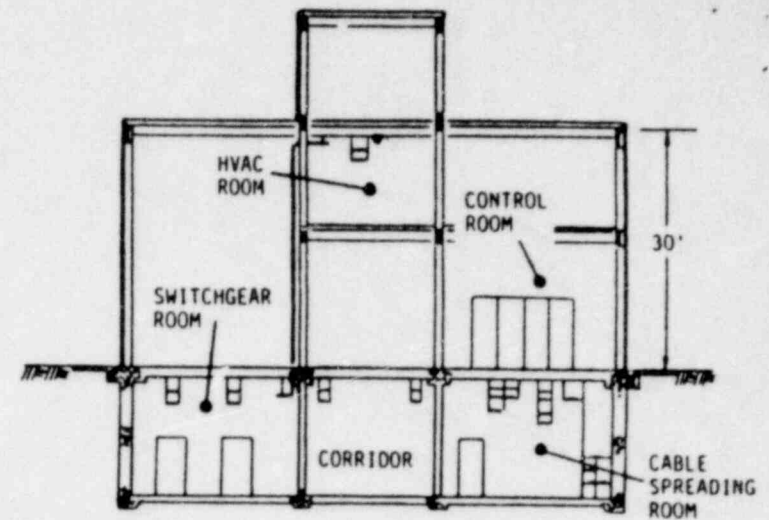 HVAC
ROOM
CONTROL
ROOM
30'
SWITCHGEAR
ROOM
CORRIDOR
CABLE
SPREADING
ROOM